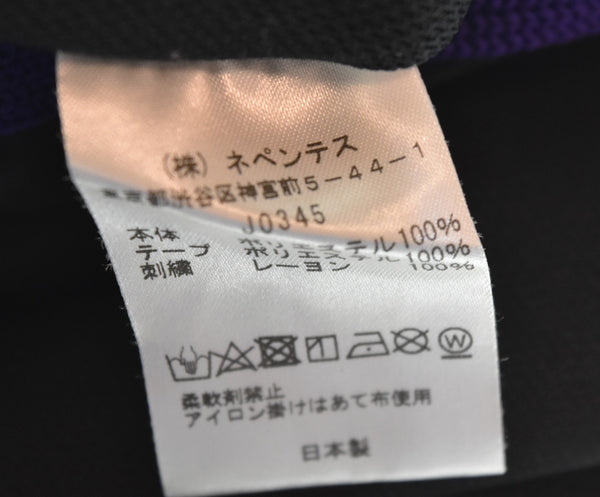 (株) ネペンテス
東京都渋谷区神宮前5-44-1
J0345
本体 ポリエステル100%
テープ ポリエステル100%
刺繍 レーヨン 100%
W
柔軟剤禁止
アイロン掛けはあて布使用
日本製